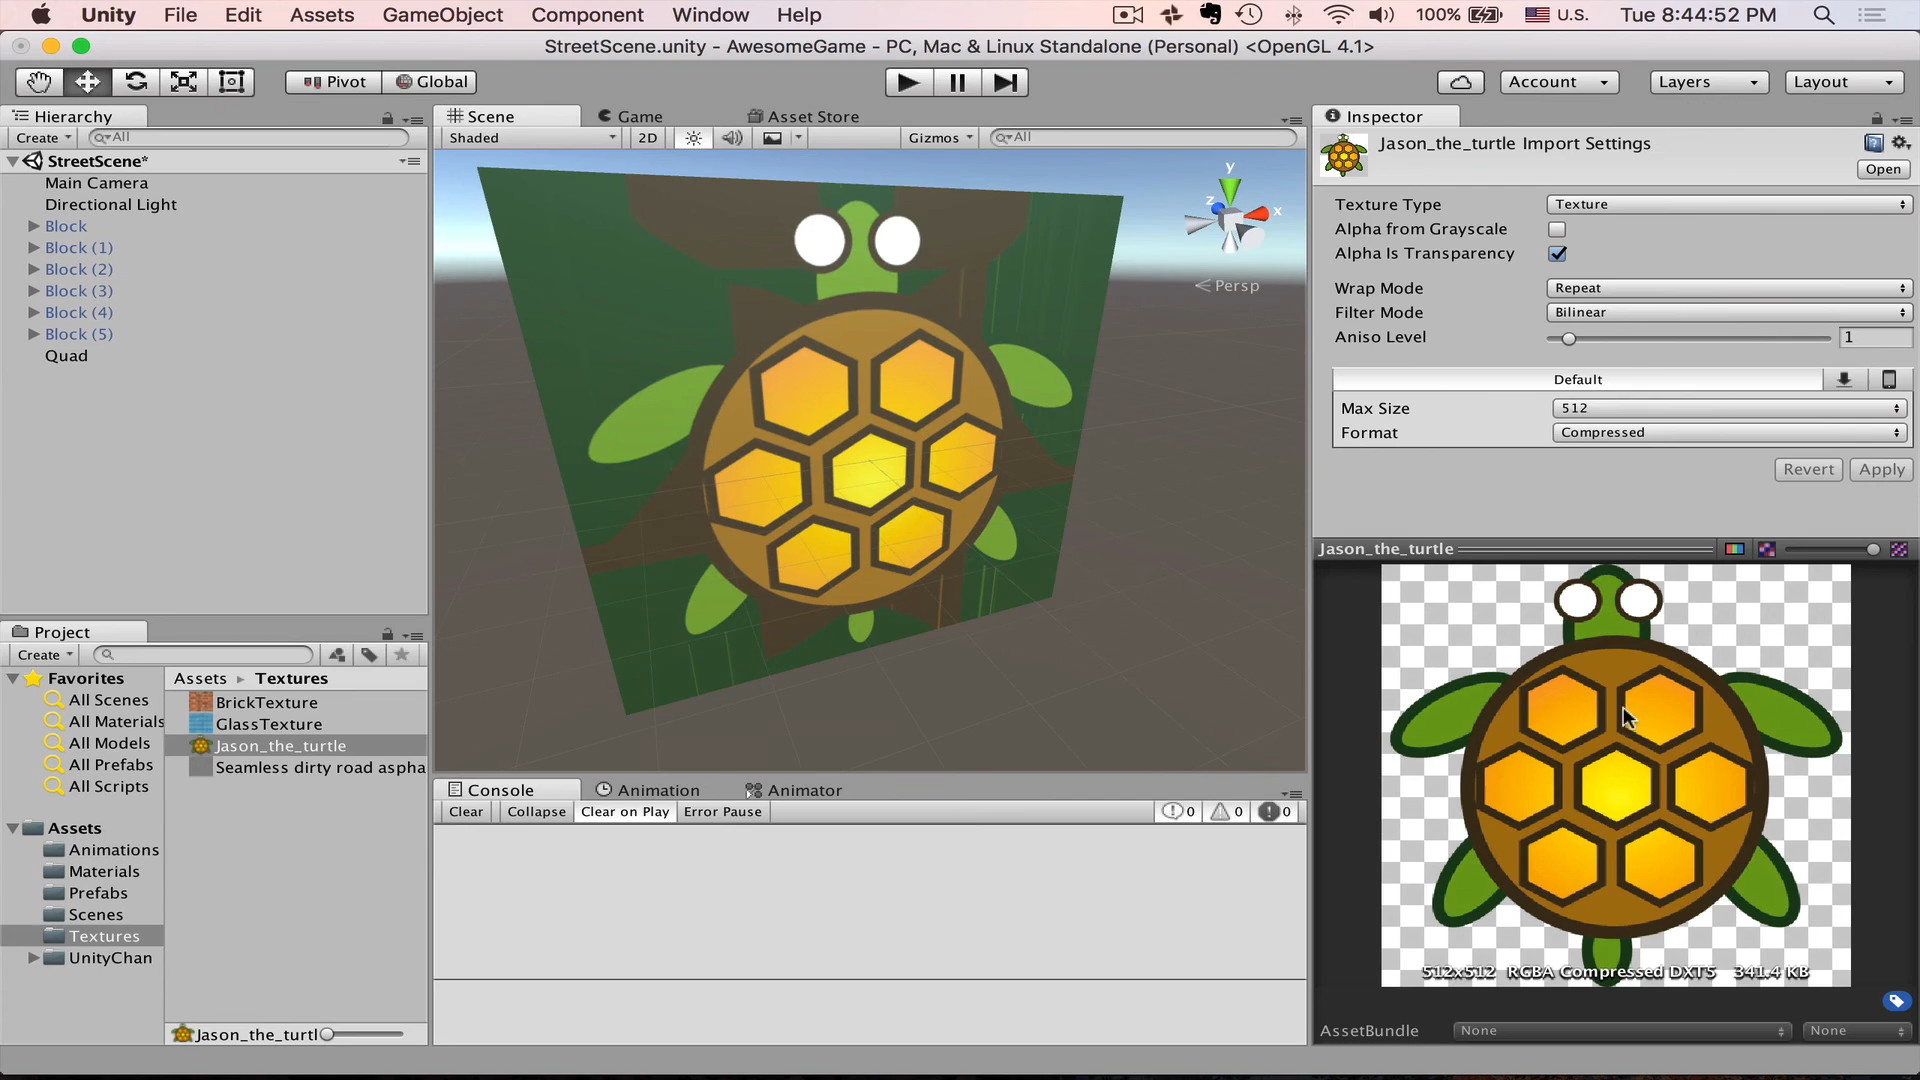 Unity File Edit Assets GameObject Component Window Help 100% U.S. Tue 8:44:52 PM
StreetScene.unity - AwesomeGame - PC, Mac & Linux Standalone (Personal) <OpenGL 4.1>
Pivot Global Account Layers Layout
Hierarchy
Create All
StreetScene*
Main Camera
Directional Light
Block
Block (1)
Block (2)
Block (3)
Block (4)
Block (5)
Quad
Scene Game Asset Store
Shaded 2D Gizmos All
y
z
x
Persp
Inspector
Jason_the_turtle Import Settings
Open
Texture Type Texture
Alpha from Grayscale
Alpha Is Transparency
Wrap Mode Repeat
Filter Mode Bilinear
Aniso Level 1
Default
Max Size 512
Format Compressed
Revert Apply
Project
Create
Favorites
All Scenes
All Materials
All Models
All Prefabs
All Scripts
Assets
Animations
Materials
Prefabs
Scenes
Textures
UnityChan
Assets Textures
BrickTexture
GlassTexture
Jason_the_turtle
Seamless dirty road aspha
Jason_the_turtl
Console Animation Animator
Clear Collapse Clear on Play Error Pause 0 0 0
Jason_the_turtle
512x512 RGBA Compressed DXT5 341.4 KB
AssetBundle None None